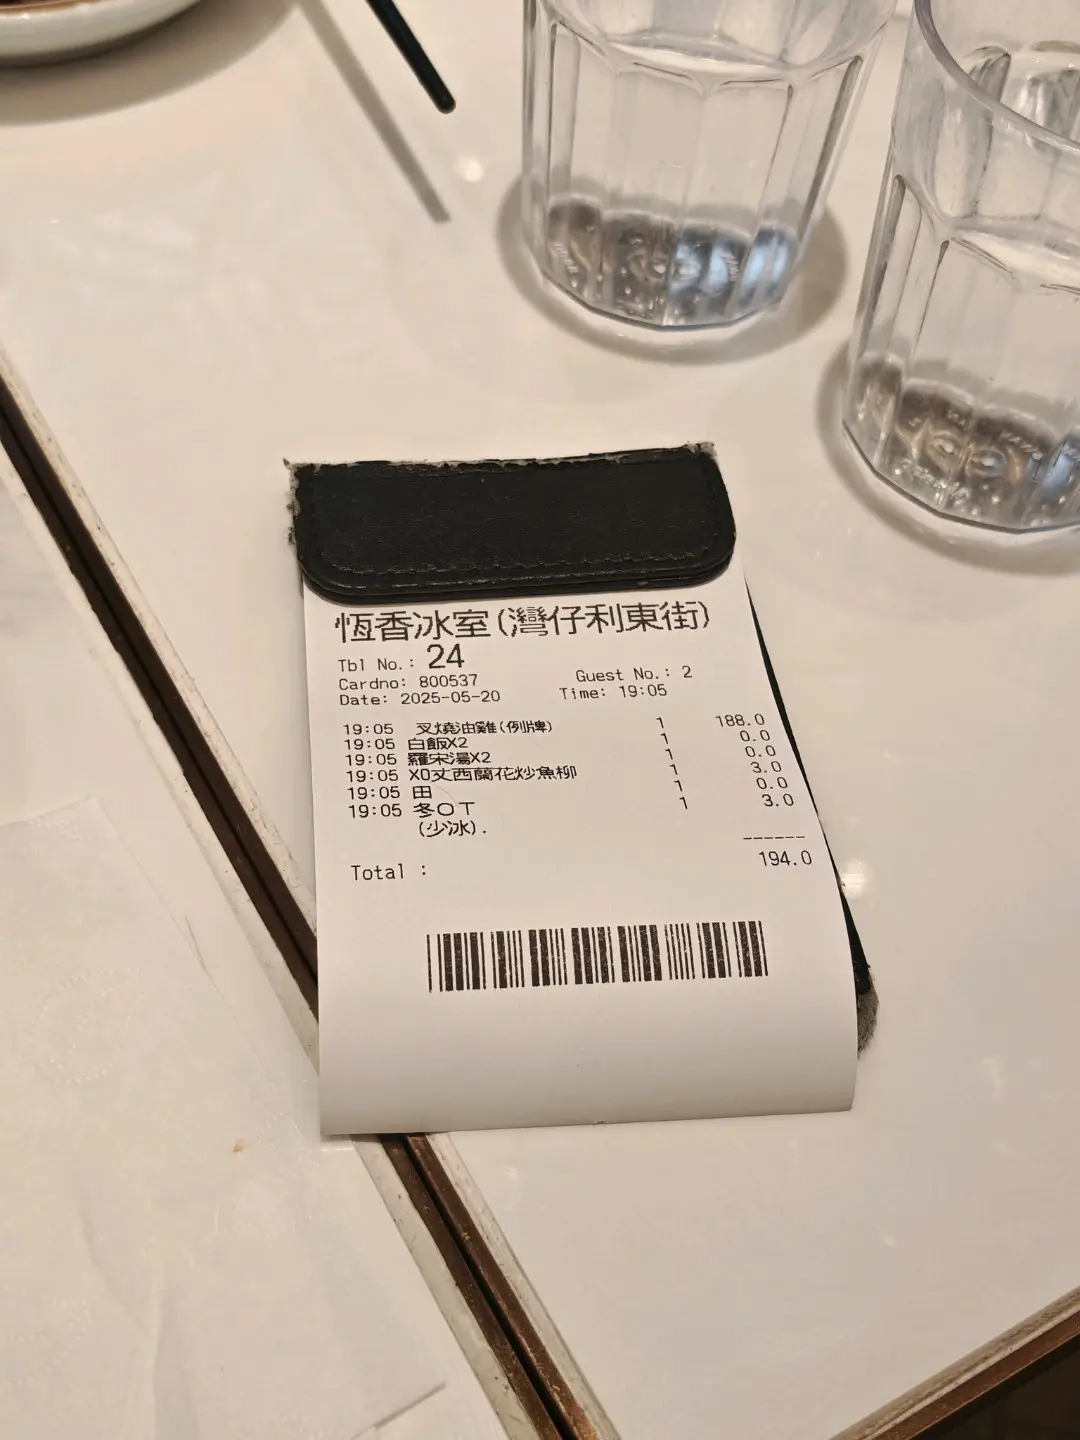 恆香冰室(灣仔利東街)
Tbl No.: 24
Cardno: 800537 Guest No.: 2
Date: 2025-05-20 Time: 19:05
19:05 叉燒油雞(例牌) 1 188.0
19:05 白飯X2 1 0.0
19:05 羅宋湯X2 1 0.0
19:05 XO丈西蘭花炒魚柳 1 3.0
19:05 田 1 0.0
19:05 冬OT 1 3.0
(少冰).
------
Total : 194.0